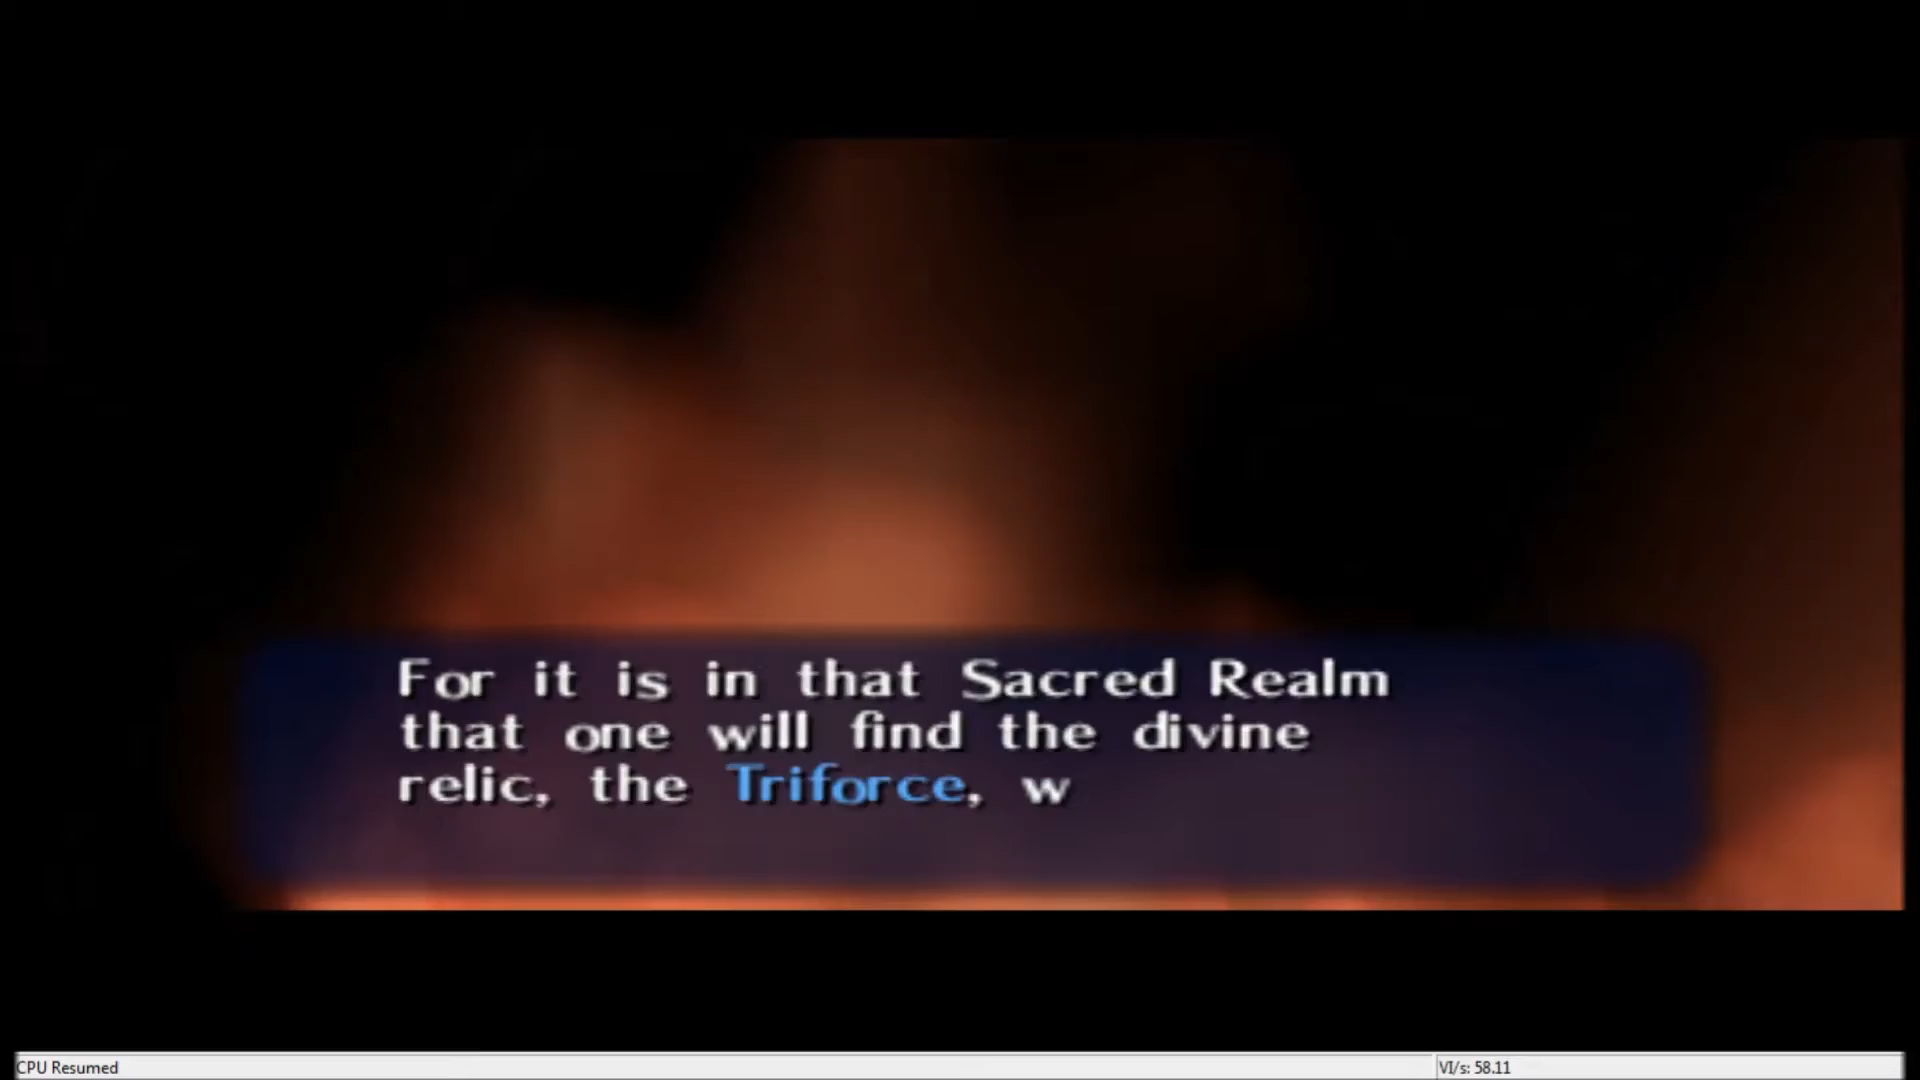 For it is in that Sacred Realm
that one will find the divine
relic, the Triforce, w
CPU Resumed
VI/s: 58.11